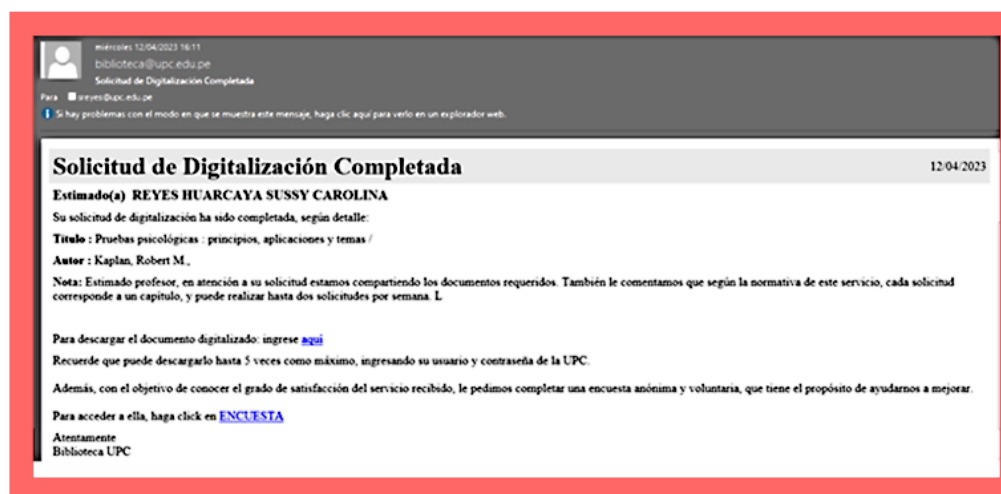 miércoles 12/04/2023 16:11
biblioteca@upc.edu.pe
Solicitud de Digitalización Completada
Para sreyes@upc.edu.pe
Si hay problemas con el modo en que se muestra este mensaje, haga clic aquí para verlo en un explorador web.
Solicitud de Digitalización Completada 12/04/2023
Estimado(a) REYES HUARCAYA SUSSY CAROLINA
Su solicitud de digitalización ha sido completada, según detalle:
Titulo : Pruebas psicológicas : principios, aplicaciones y temas /
Autor : Kaplan, Robert M.,
Nota: Estimado profesor, en atención a su solicitud estamos compartiendo los documentos requeridos. También le comentamos que según la normativa de este servicio, cada solicitud
corresponde a un capitulo, y puede realizar hasta dos solicitudes por semana. L
Para descargar el documento digitalizado: ingrese aquí
Recuerde que puede descargarlo hasta 5 veces como máximo, ingresando su usuario y contraseña de la UPC.
Además, con el objetivo de conocer el grado de satisfacción del servicio recibido, le pedimos completar una encuesta anónima y voluntaria, que tiene el propósito de ayudarnos a mejorar.
Para acceder a ella, haga click en ENCUESTA
Atentamente
Biblioteca UPC